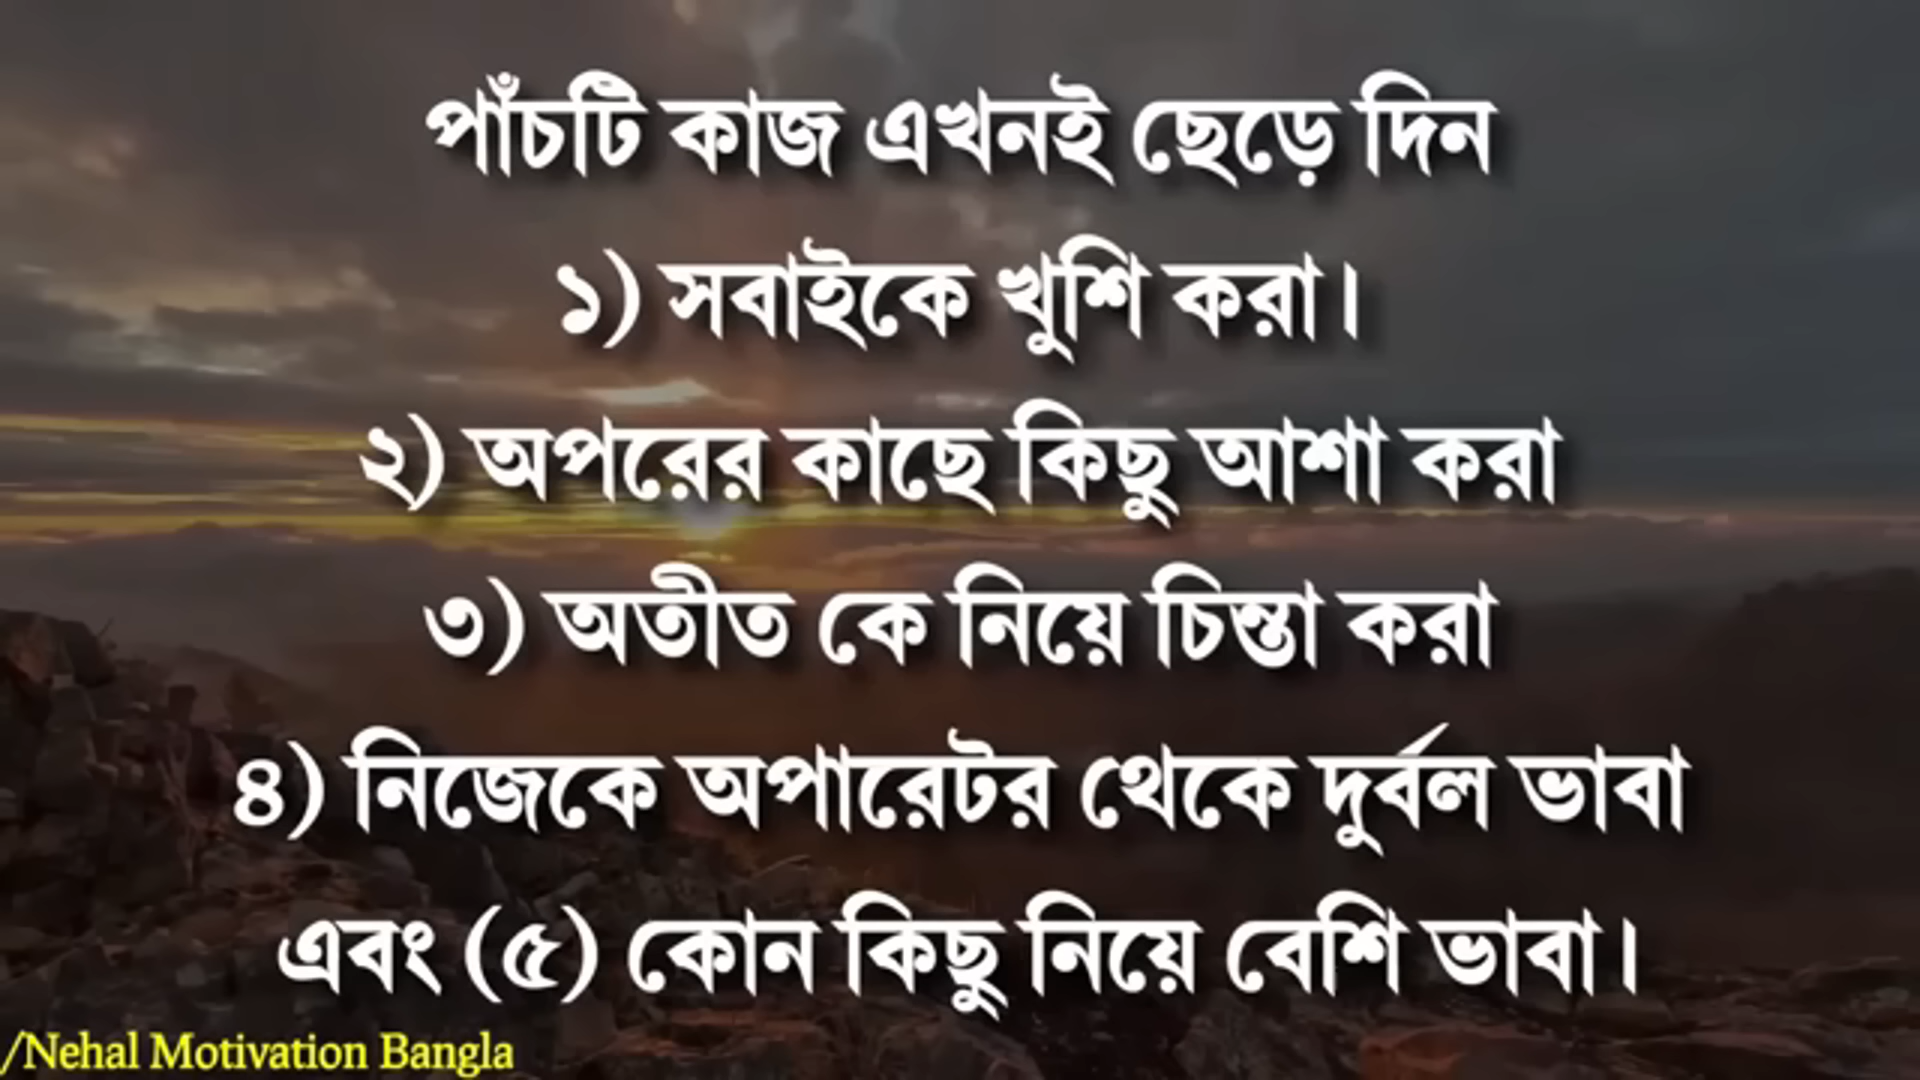 পাঁচটি কাজ এখনই ছেড়ে দিন
১) সবাইকে খুশি করা।
২) অপরের কাছে কিছু আশা করা
৩) অতীত কে নিয়ে চিন্তা করা
৪) নিজেকে অপারেটর থেকে দুর্বল ভাবা
এবং (৫) কোন কিছু নিয়ে বেশি ভাবা।
/Nehal Motivation Bangla